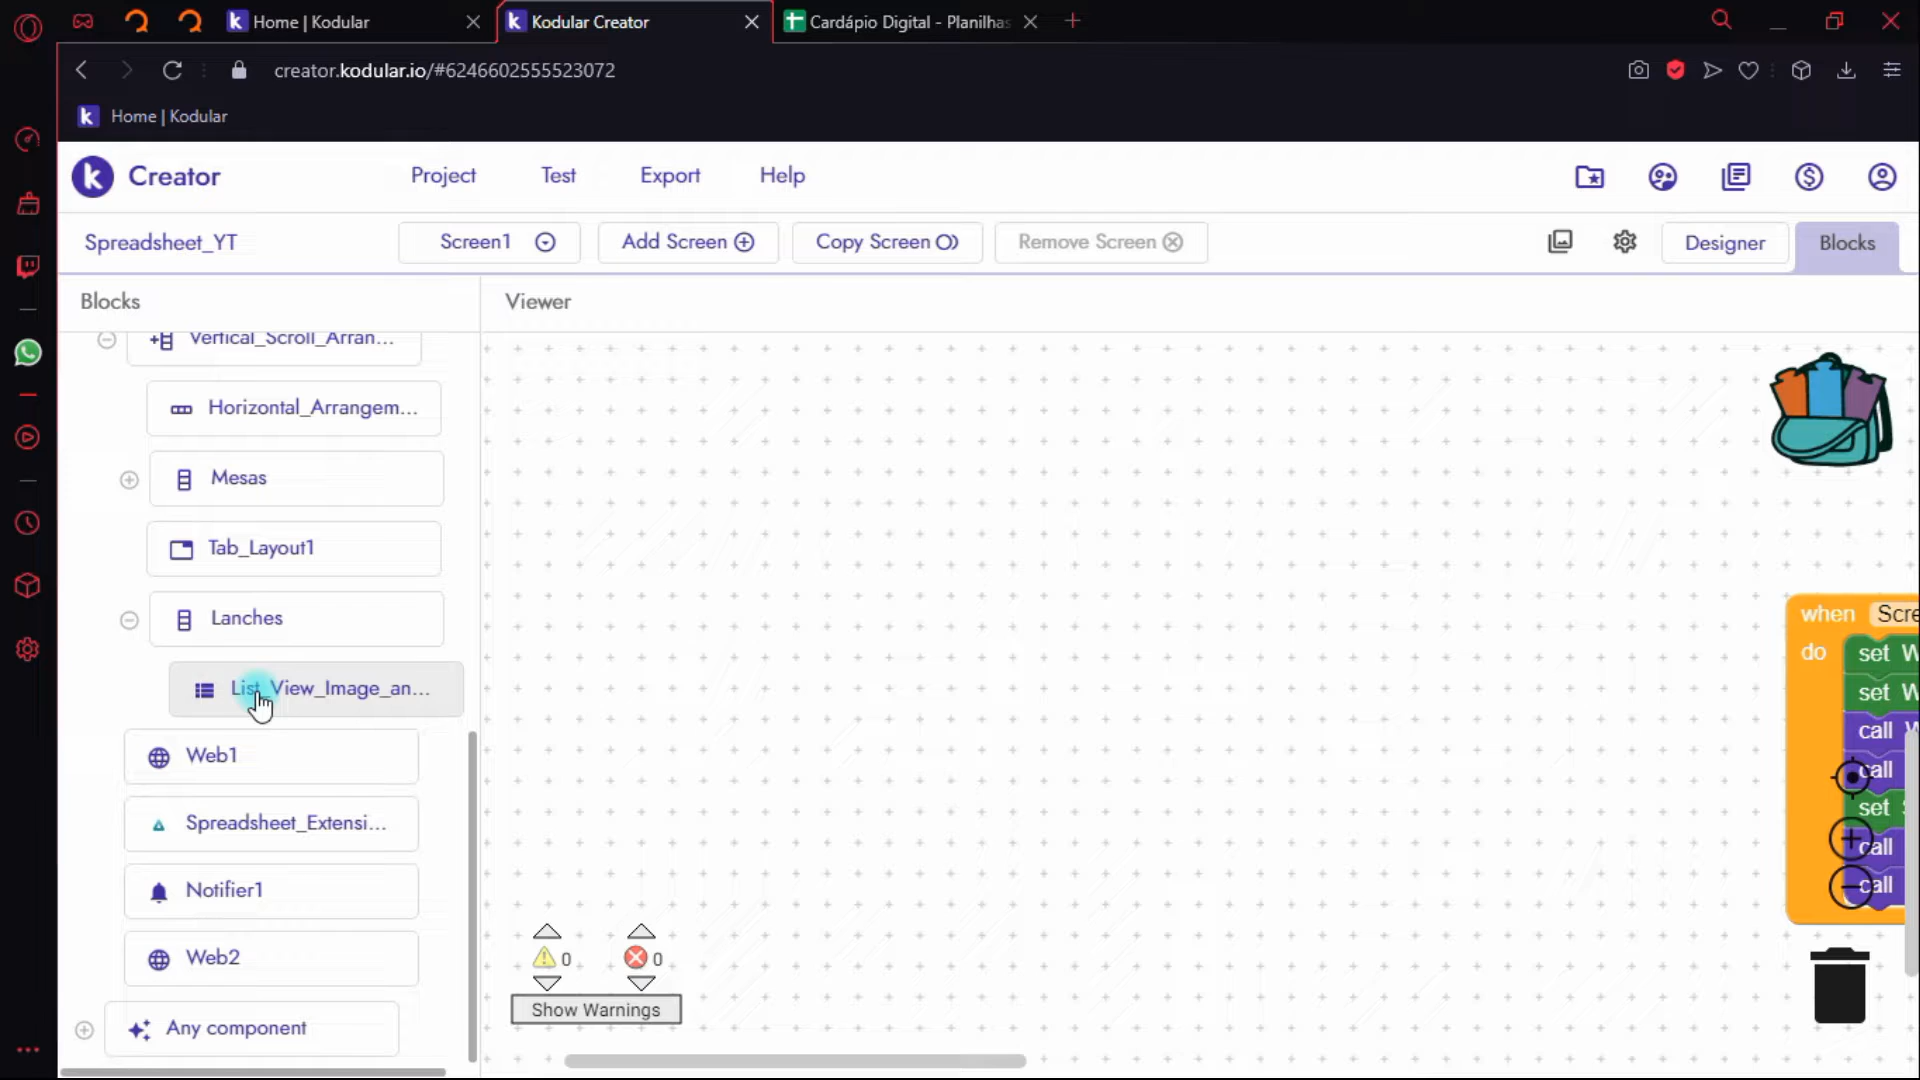 Home | Kodular
Kodular Creator
Cardápio Digital - Planilhas
creator.kodular.io/#6246602555523072
Home | Kodular
Creator
Project
Test
Export
Help
Spreadsheet_YT
Screen1
Add Screen
Copy Screen
Remove Screen
Designer
Blocks
Blocks
Viewer
Vertical_Scroll_Arran...
Horizontal_Arrangem...
Mesas
Tab_Layout1
Lanches
List_View_Image_an...
Web1
Spreadsheet_Extensi...
Notifier1
Web2
Any component
when Scre
do
set W
set W
call W
call
set S
call
call
0
0
Show Warnings